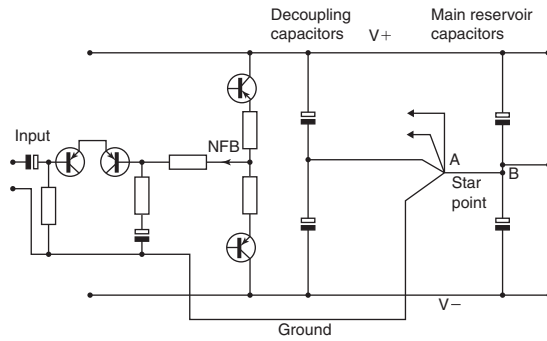 Decoupling
capacitors
V+
Main reservoir
capacitors
Input
NFB
A
B
Star
point
V−
Ground